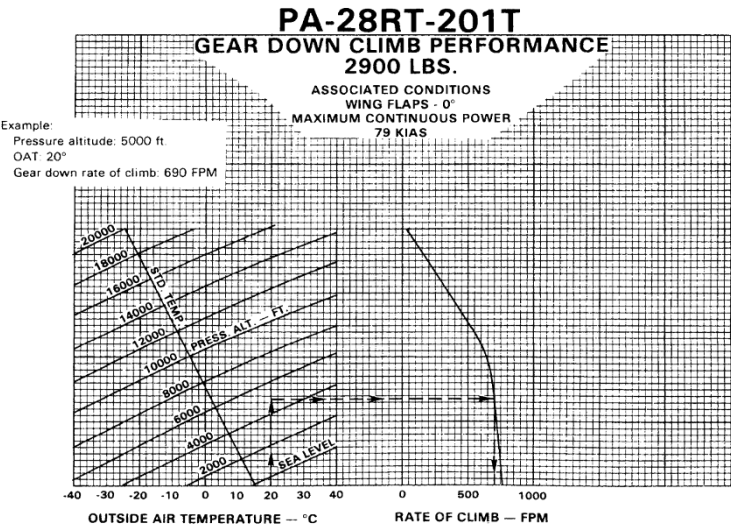 PA-28RT-201T
GEAR DOWN CLIMB PERFORMANCE
2900 LBS.
ASSOCIATED CONDITIONS
WING FLAPS - 0°
MAXIMUM CONTINUOUS POWER
79 KIAS
Example:
Pressure altitude: 5000 ft
OAT: 20°
Gear down rate of climb: 690 FPM
20000
18000
16000
14000
12000
10000
8000
6000
4000
2000
SEA LEVEL
STD. TEMP.
PRESS. ALT. — FT.
-40 -30 -20 -10 0 10 20 30 40
0 500 1000
OUTSIDE AIR TEMPERATURE — °C
RATE OF CLIMB — FPM